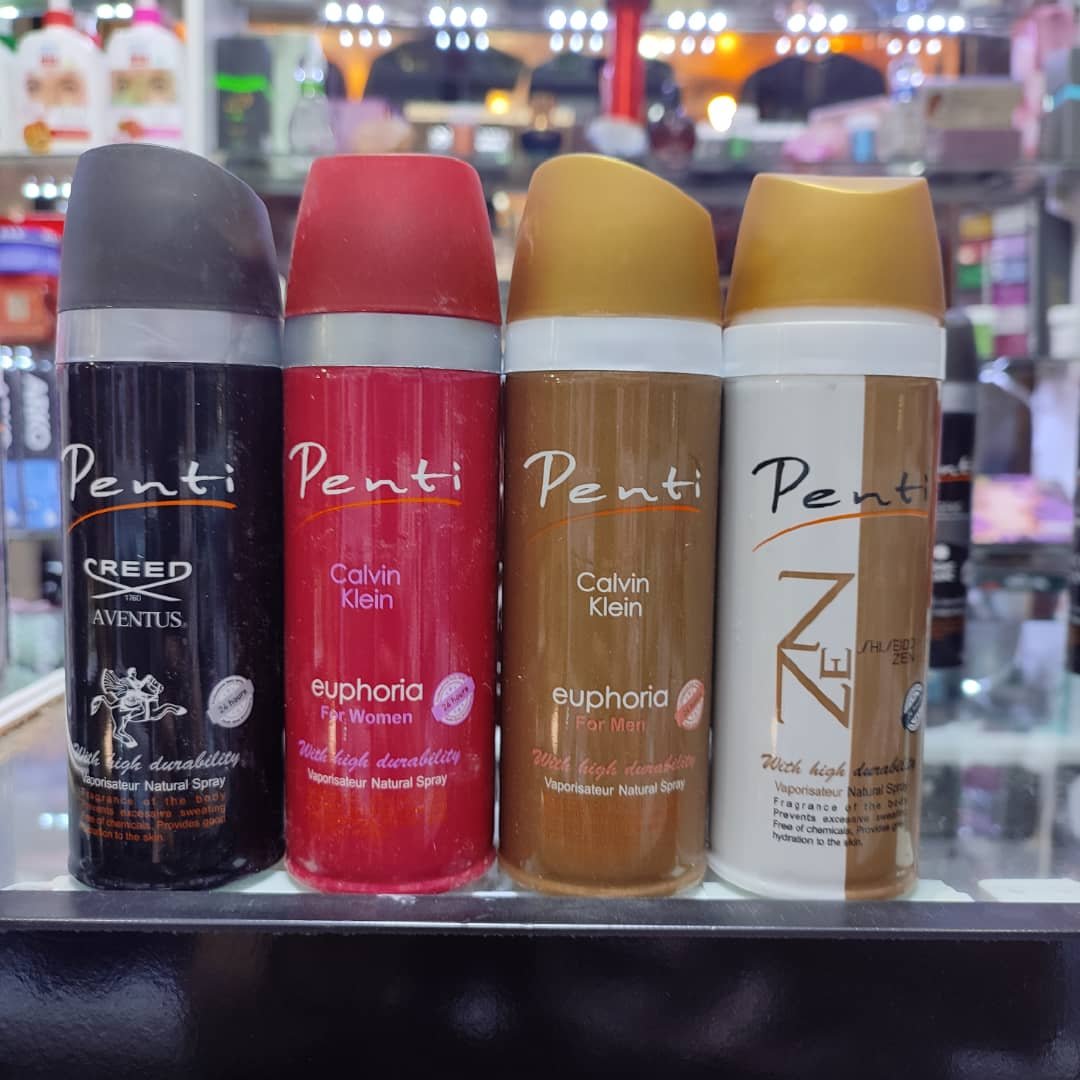 Penti
CREED
1760
AVENTUS
24 hours
With high durability
Vaporisateur Natural Spray
Fragrance of the body
Prevents excessive sweating
Free of chemicals, Provides good
hydration to the skin.
Penti
Calvin
Klein
euphoria
For Women
24 hours
With high durability
Vaporisateur Natural Spray
Penti
Calvin
Klein
euphoria
For Men
With high durability
Vaporisateur Natural Spray
Penti
ZEN
SHISEIDO
ZEN
With high durability
Vaporisateur Natural Spray
Fragrance of the body
Prevents excessive sweating
Free of chemicals, Provides good
hydration to the skin.